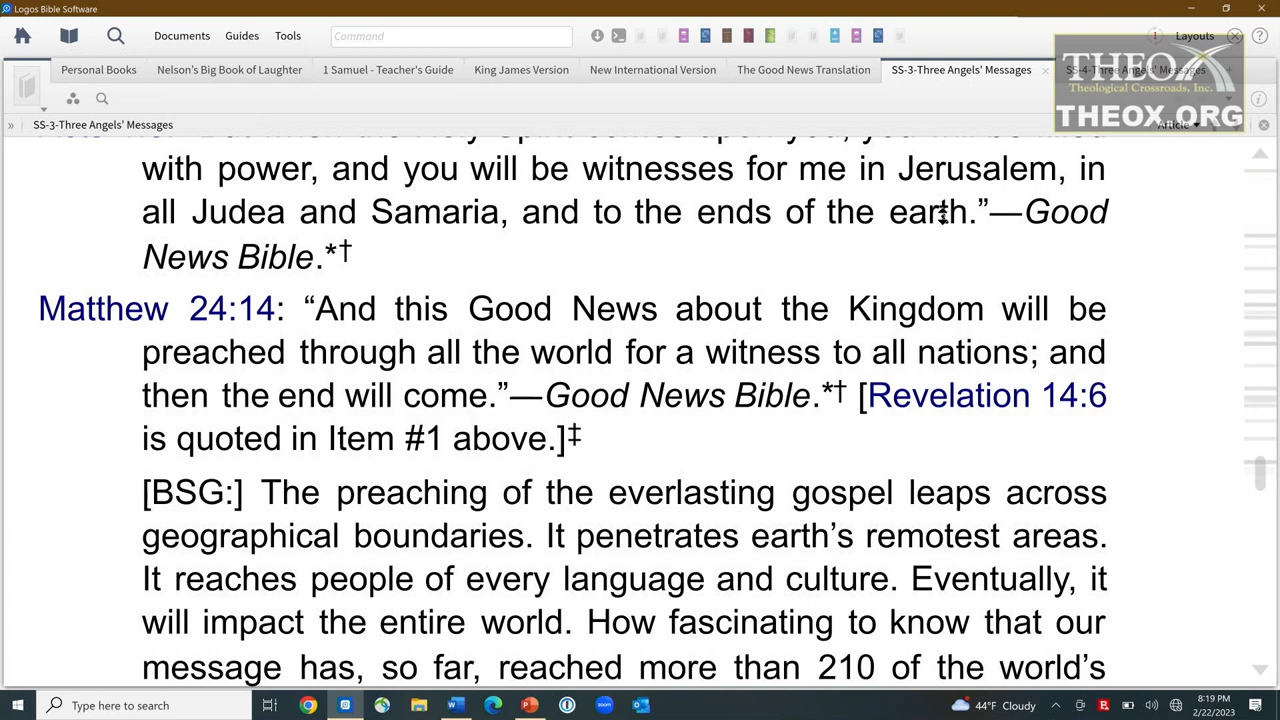 Logos Bible Software
Documents Guides Tools Command Layouts
Personal Books Nelson's Big Book of Laughter 1 Samuel King James Version New International Version The Good News Translation SS-3-Three Angels' Messages SS-4-Three Angels' Messages
THEOX
Theological Crossroads, Inc.
THEOX.ORG
SS-3-Three Angels' Messages Article
with power, and you will be witnesses for me in Jerusalem, in
all Judea and Samaria, and to the ends of the earth.”—Good
News Bible.*†
Matthew 24:14: “And this Good News about the Kingdom will be
preached through all the world for a witness to all nations; and
then the end will come.”—Good News Bible.*† [Revelation 14:6
is quoted in Item #1 above.]‡
[BSG:] The preaching of the everlasting gospel leaps across
geographical boundaries. It penetrates earth’s remotest areas.
It reaches people of every language and culture. Eventually, it
will impact the entire world. How fascinating to know that our
message has, so far, reached more than 210 of the world’s
Type here to search
44°F Cloudy
8:19 PM
2/22/2023